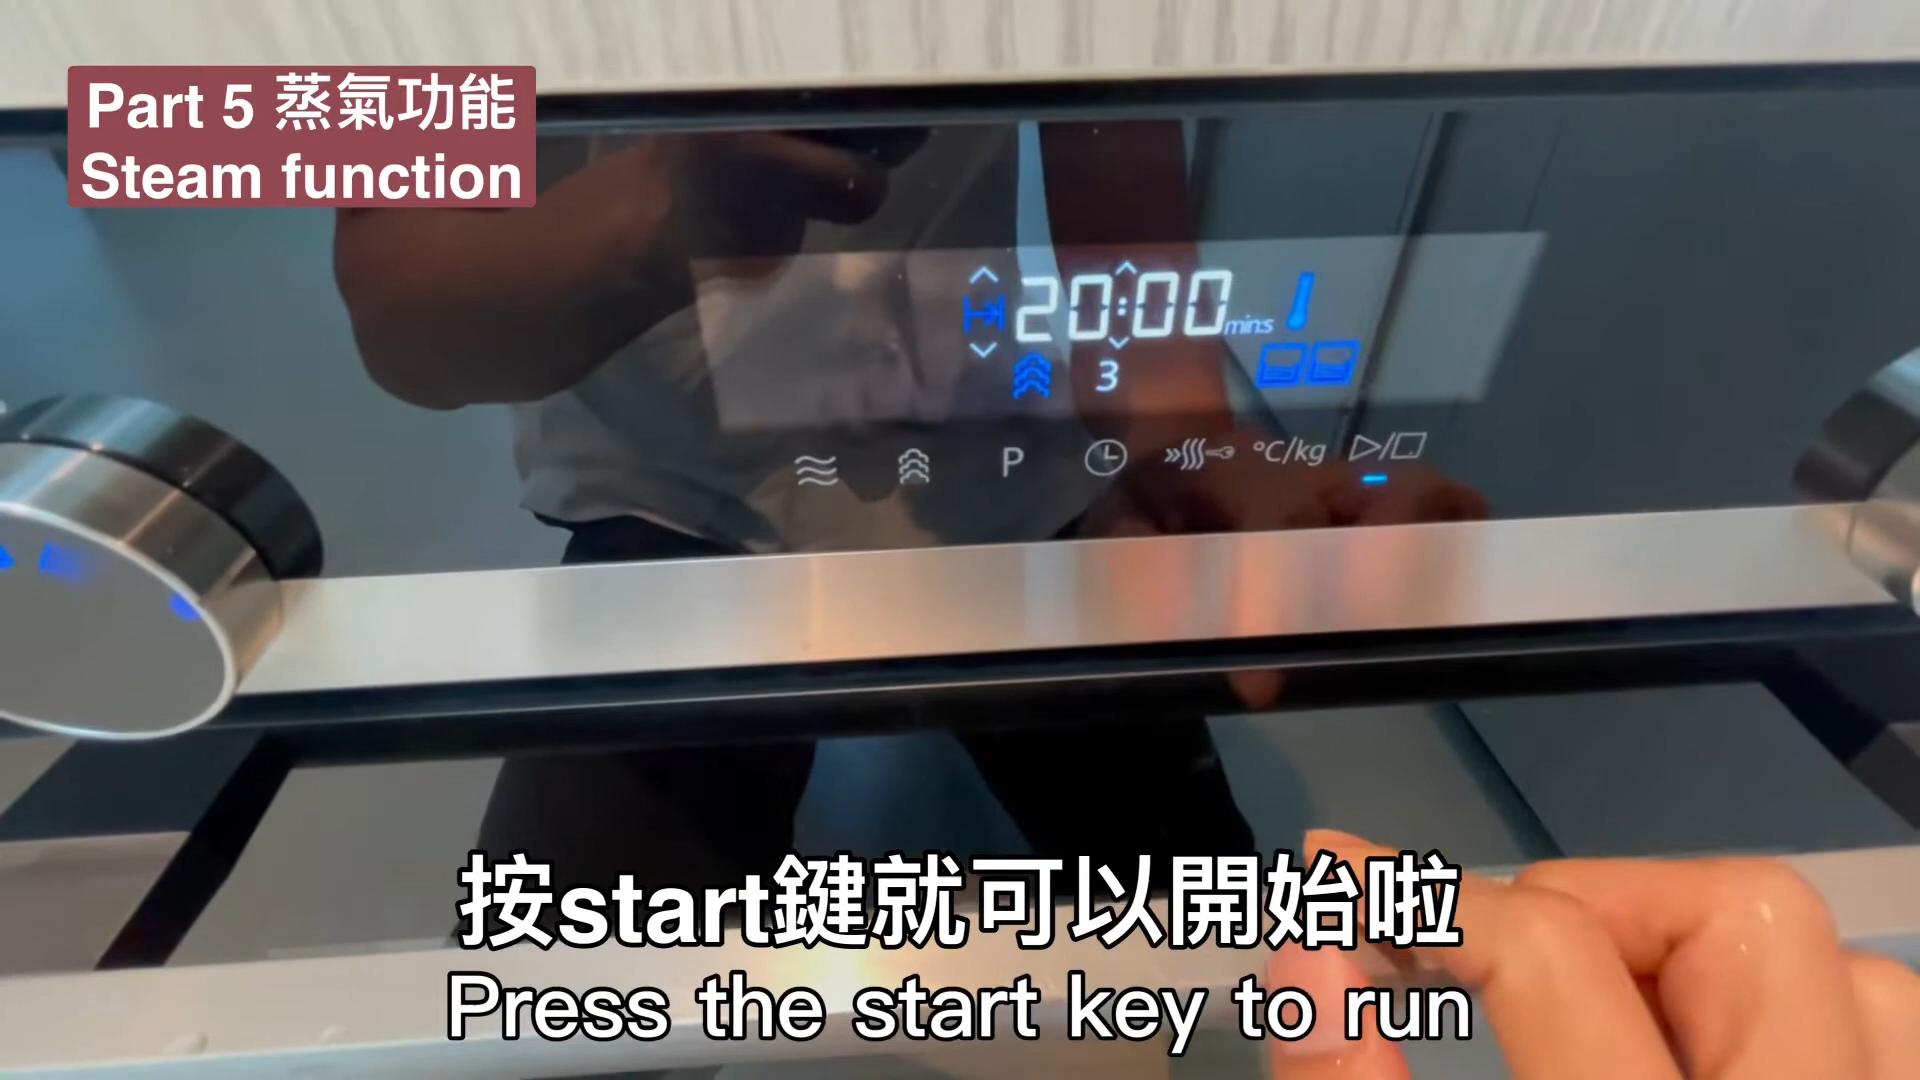 Part 5 蒸氣功能
Steam function
20:00 mins
3
P
°C/kg
按start鍵就可以開始啦
Press the start key to run